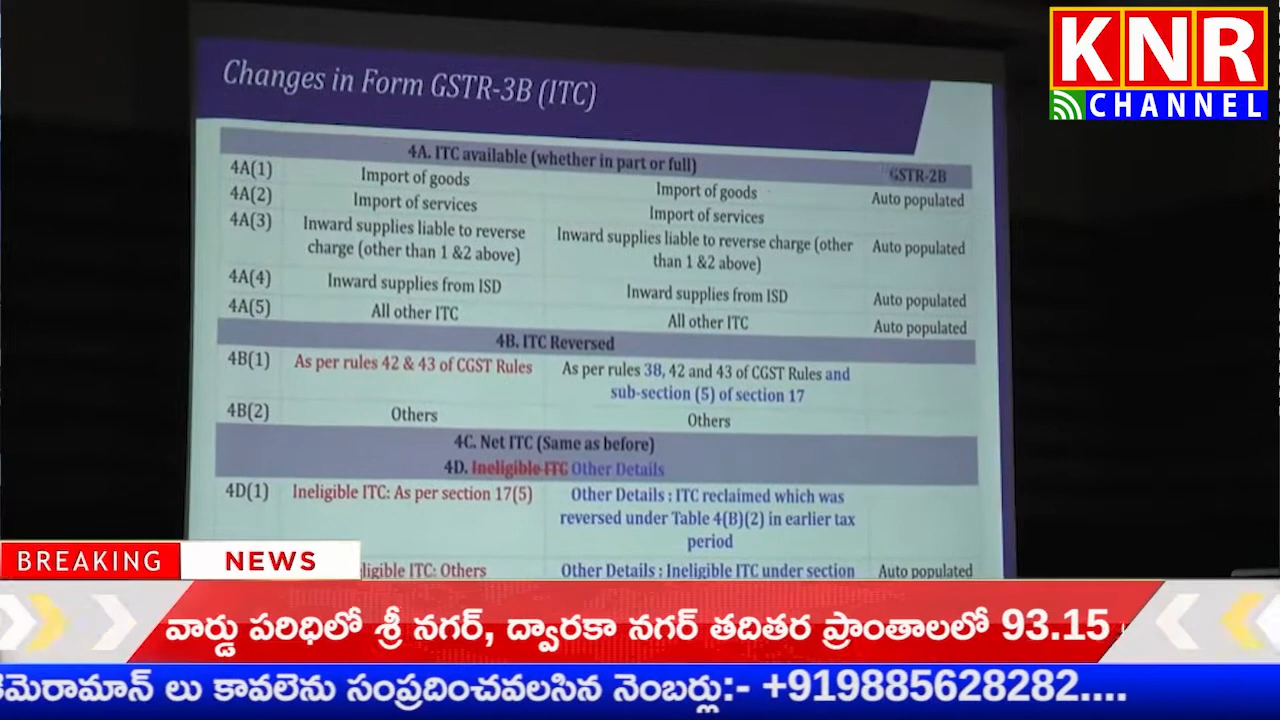 KNR
CHANNEL
Changes in Form GSTR-3B (ITC)
4A. ITC available (whether in part or full) GSTR-2B
4A(1) Import of goods Import of goods Auto populated
4A(2) Import of services Import of services
4A(3) Inward supplies liable to reverse charge (other than 1 &2 above) Inward supplies liable to reverse charge (other than 1 &2 above) Auto populated
4A(4) Inward supplies from ISD Inward supplies from ISD Auto populated
4A(5) All other ITC All other ITC Auto populated
4B. ITC Reversed
4B(1) As per rules 42 & 43 of CGST Rules As per rules 38, 42 and 43 of CGST Rules and sub-section (5) of section 17
4B(2) Others Others
4C. Net ITC (Same as before)
4D. Ineligible ITC Other Details
4D(1) Ineligible ITC: As per section 17(5) Other Details : ITC reclaimed which was reversed under Table 4(B)(2) in earlier tax period
ligible ITC: Others Other Details : Ineligible ITC under section Auto populated
BREAKING NEWS
వార్డు పరిధిలో శ్రీ నగర్, ద్వారకా నగర్ తదితర ప్రాంతాలలో 93.15
కెమెరామాన్ లు కావలెను సంప్రదించవలసిన నెంబర్లు:- +919885628282....